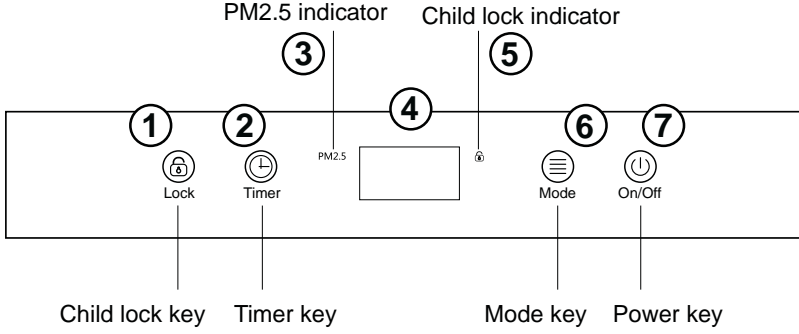 PM2.5 indicator
Child lock indicator
3
5
4
1
2
6
7
PM2.5
Lock
Timer
Mode
On/Off
Child lock key
Timer key
Mode key
Power key